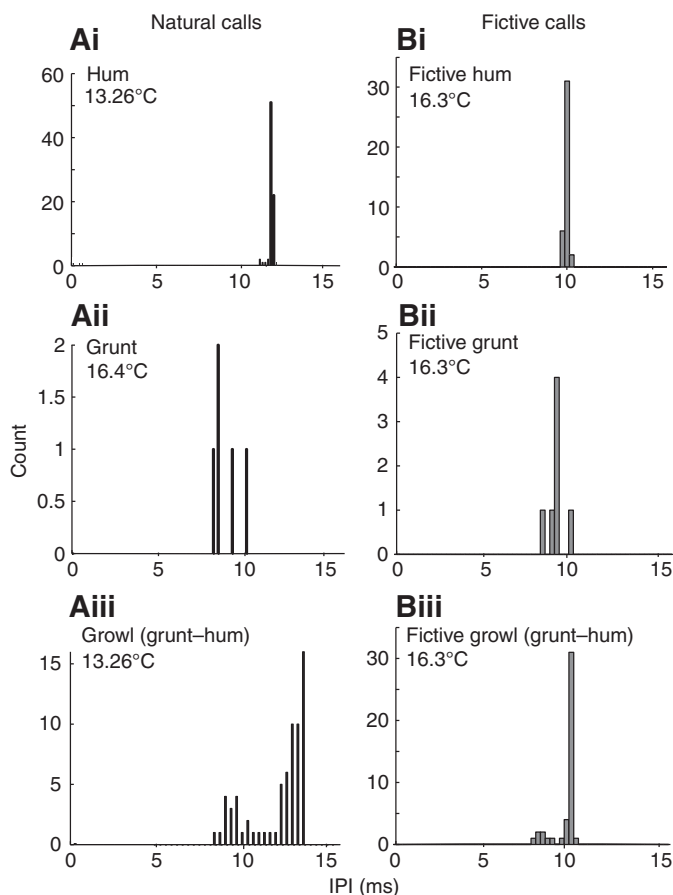 Natural calls
Fictive calls
Ai
Hum
13.26°C
60
40
20
0
0
5
10
15
Bi
Fictive hum
16.3°C
30
20
10
0
0
5
10
15
Aii
Grunt
16.4°C
2
1.5
1
0.5
0
0
5
10
15
Count
Bii
Fictive grunt
16.3°C
5
4
3
2
1
0
0
5
10
15
Aiii
Growl (grunt–hum)
13.26°C
15
10
5
0
0
5
10
15
Biii
Fictive growl (grunt–hum)
16.3°C
30
20
10
0
0
5
10
15
IPI (ms)